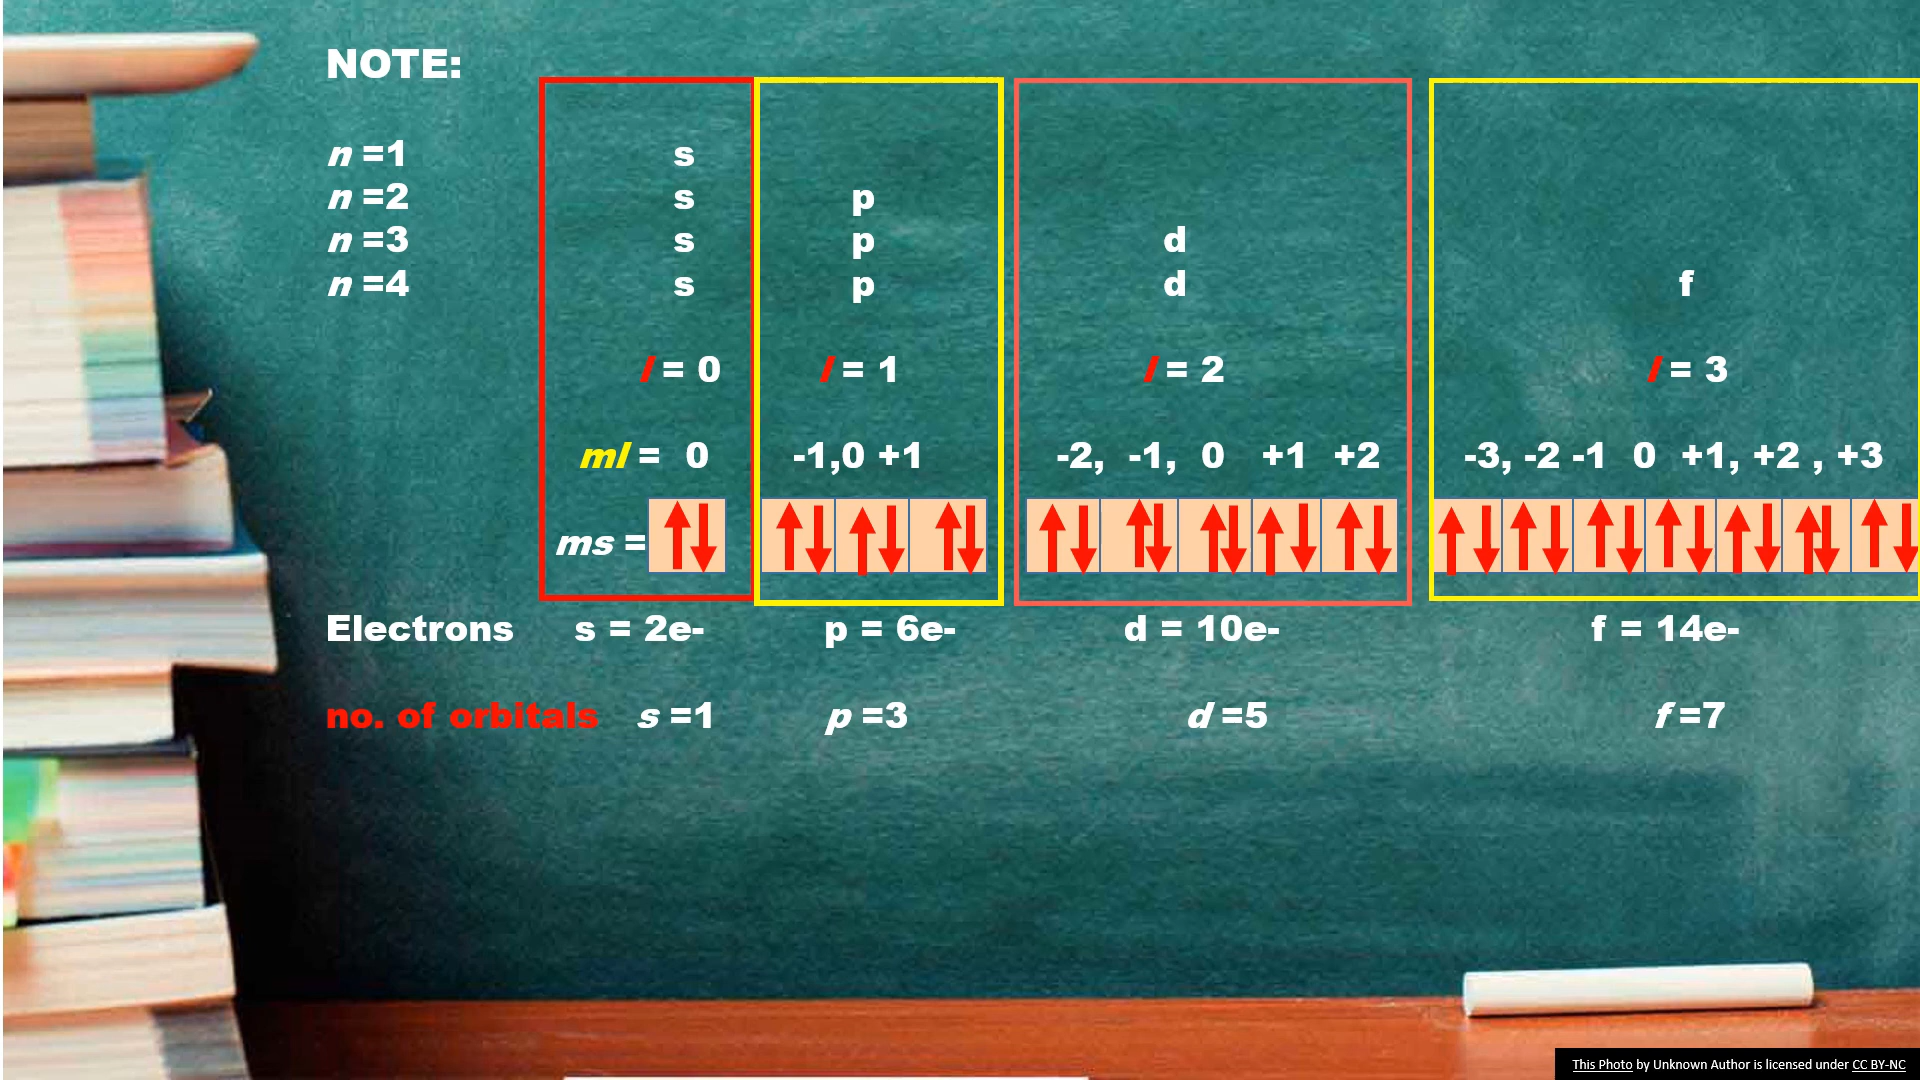 NOTE:
n =1 s
n =2 s p
n =3 s p d
n =4 s p d f
l = 0 l = 1 l = 2 l = 3
ml = 0 -1,0 +1 -2, -1, 0 +1 +2 -3, -2 -1 0 +1, +2 , +3
ms =
Electrons s = 2e- p = 6e- d = 10e- f = 14e-
no. of orbitals s =1 p =3 d =5 f =7
This Photo by Unknown Author is licensed under CC BY-NC